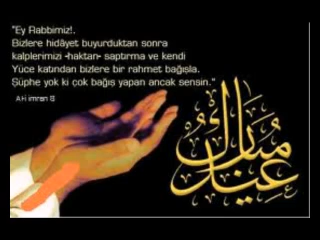 "Ey Rabbimiz!.
Bizlere hidâyet buyurduktan sonra
kalplerimizi -haktan- saptırma ve kendi
Yüce katından bizlere bir rahmet bağışla.
Şüphe yok ki çok bağış yapan ancak sensin."
Al-i imran 8
عيد مبارك